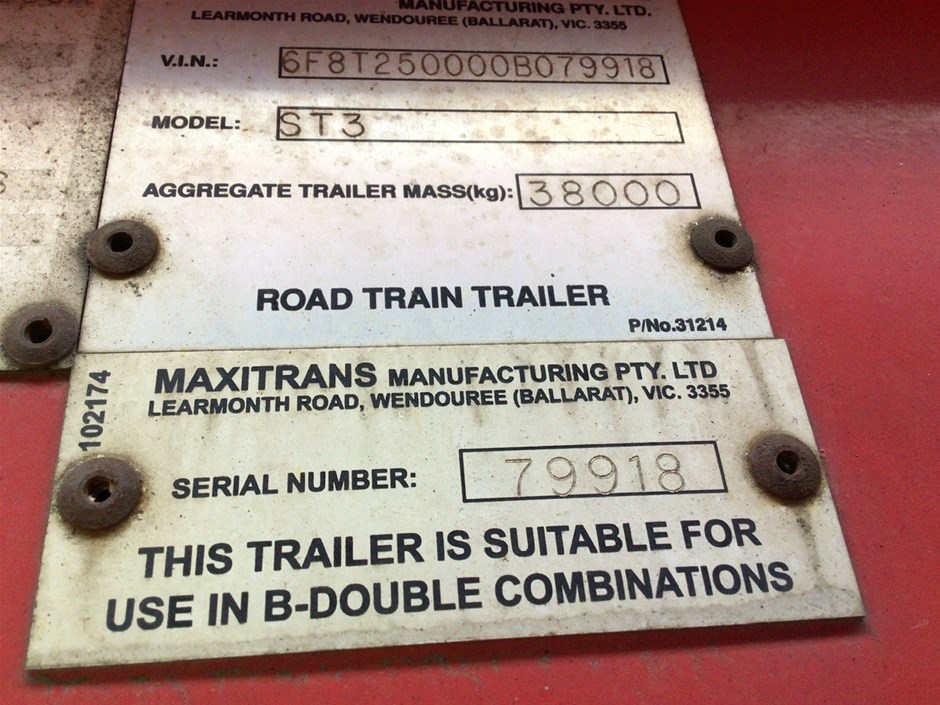 MANUFACTURING PTY. LTD.
LEARMONTH ROAD, WENDOUREE (BALLARAT), VIC. 3355
V.I.N.: 6F8T250000B079918
MODEL: ST3
AGGREGATE TRAILER MASS(kg): 38000
ROAD TRAIN TRAILER
P/No.31214
102174
MAXITRANS MANUFACTURING PTY. LTD
LEARMONTH ROAD, WENDOUREE (BALLARAT), VIC. 3355
SERIAL NUMBER: 79918
THIS TRAILER IS SUITABLE FOR
USE IN B-DOUBLE COMBINATIONS